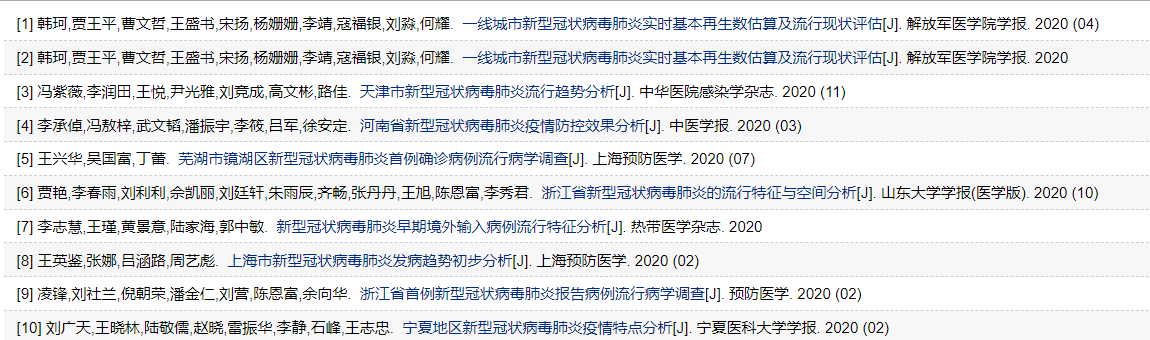 [1] 韩珂,贾王平,曹文哲,王盛书,宋扬,杨姗姗,李靖,寇福银,刘淼,何耀. 一线城市新型冠状病毒肺炎实时基本再生数估算及流行现状评估[J]. 解放军医学院学报. 2020 (04)
[2] 韩珂,贾王平,曹文哲,王盛书,宋扬,杨姗姗,李靖,寇福银,刘淼,何耀. 一线城市新型冠状病毒肺炎实时基本再生数估算及流行现状评估[J]. 解放军医学院学报. 2020
[3] 冯紫薇,李润田,王悦,尹光雅,刘竞成,高文彬,路佳. 天津市新型冠状病毒肺炎流行趋势分析[J]. 中华医院感染学杂志. 2020 (11)
[4] 李承倬,冯敖梓,武文韬,潘振宇,李筱,吕军,徐安定. 河南省新型冠状病毒肺炎疫情防控效果分析[J]. 中医学报. 2020 (03)
[5] 王兴华,吴国富,丁蕾. 芜湖市镜湖区新型冠状病毒肺炎首例确诊病例流行病学调查[J]. 上海预防医学. 2020 (07)
[6] 贾艳,李春雨,刘利利,佘凯丽,刘廷轩,朱雨辰,齐畅,张丹丹,王旭,陈恩富,李秀君. 浙江省新型冠状病毒肺炎的流行特征与空间分析[J]. 山东大学学报(医学版). 2020 (10)
[7] 李志慧,王瑾,黄景意,陆家海,郭中敏. 新型冠状病毒肺炎早期境外输入病例流行特征分析[J]. 热带医学杂志. 2020
[8] 王英鉴,张娜,吕涵路,周艺彪. 上海市新型冠状病毒肺炎发病趋势初步分析[J]. 上海预防医学. 2020 (02)
[9] 凌锋,刘社兰,倪朝荣,潘金仁,刘营,陈恩富,余向华. 浙江省首例新型冠状病毒肺炎报告病例流行病学调查[J]. 预防医学. 2020 (02)
[10] 刘广天,王晓林,陆敬儒,赵晓,雷振华,李静,石峰,王志忠. 宁夏地区新型冠状病毒肺炎疫情特点分析[J]. 宁夏医科大学学报. 2020 (02)